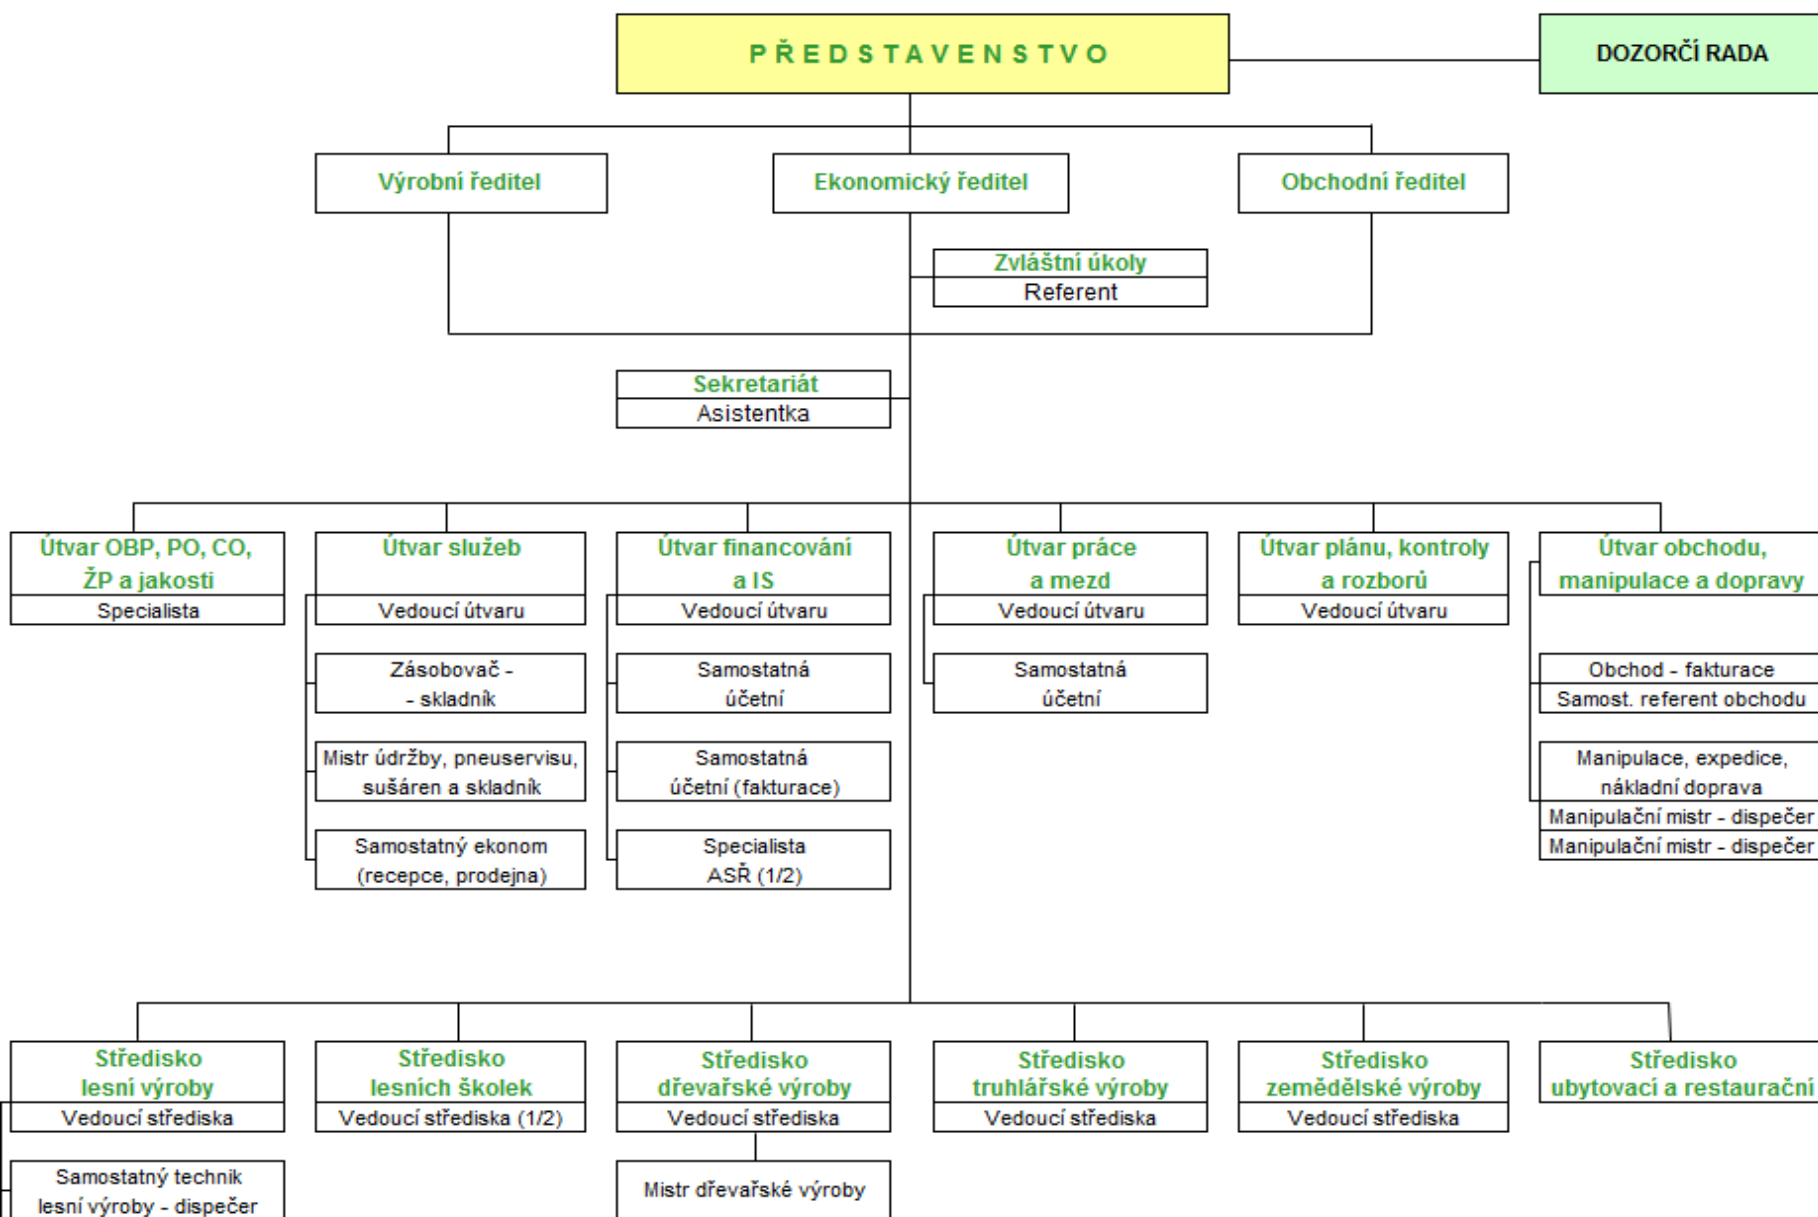 PŘEDSTAVENSTVO
DOZORČÍ RADA
Výrobní ředitel
Ekonomický ředitel
Obchodní ředitel
Zvláštní úkoly
Referent
Sekretariát
Asistentka
Útvar OBP, PO, CO,
ŽP a jakosti
Specialista
Útvar služeb
Vedoucí útvaru
Zásobovač -
- skladník
Mistr údržby, pneuservisu,
sušáren a skladník
Samostatný ekonom
(recepce, prodejna)
Útvar financování
a IS
Vedoucí útvaru
Samostatná
účetní
Samostatná
účetní (fakturace)
Specialista
ASŘ (1/2)
Útvar práce
a mezd
Vedoucí útvaru
Samostatná
účetní
Útvar plánu, kontroly
a rozborů
Vedoucí útvaru
Útvar obchodu,
manipulace a dopravy
Obchod - fakturace
Samost. referent obchodu
Manipulace, expedice,
nákladní doprava
Manipulační mistr - dispečer
Manipulační mistr - dispečer
Středisko
lesní výroby
Vedoucí střediska
Samostatný technik
lesní výroby - dispečer
Středisko
lesních školek
Vedoucí střediska (1/2)
Středisko
dřevařské výroby
Vedoucí střediska
Mistr dřevařské výroby
Středisko
truhlářské výroby
Vedoucí střediska
Středisko
zemědělské výroby
Vedoucí střediska
Středisko
ubytovací a restaurační